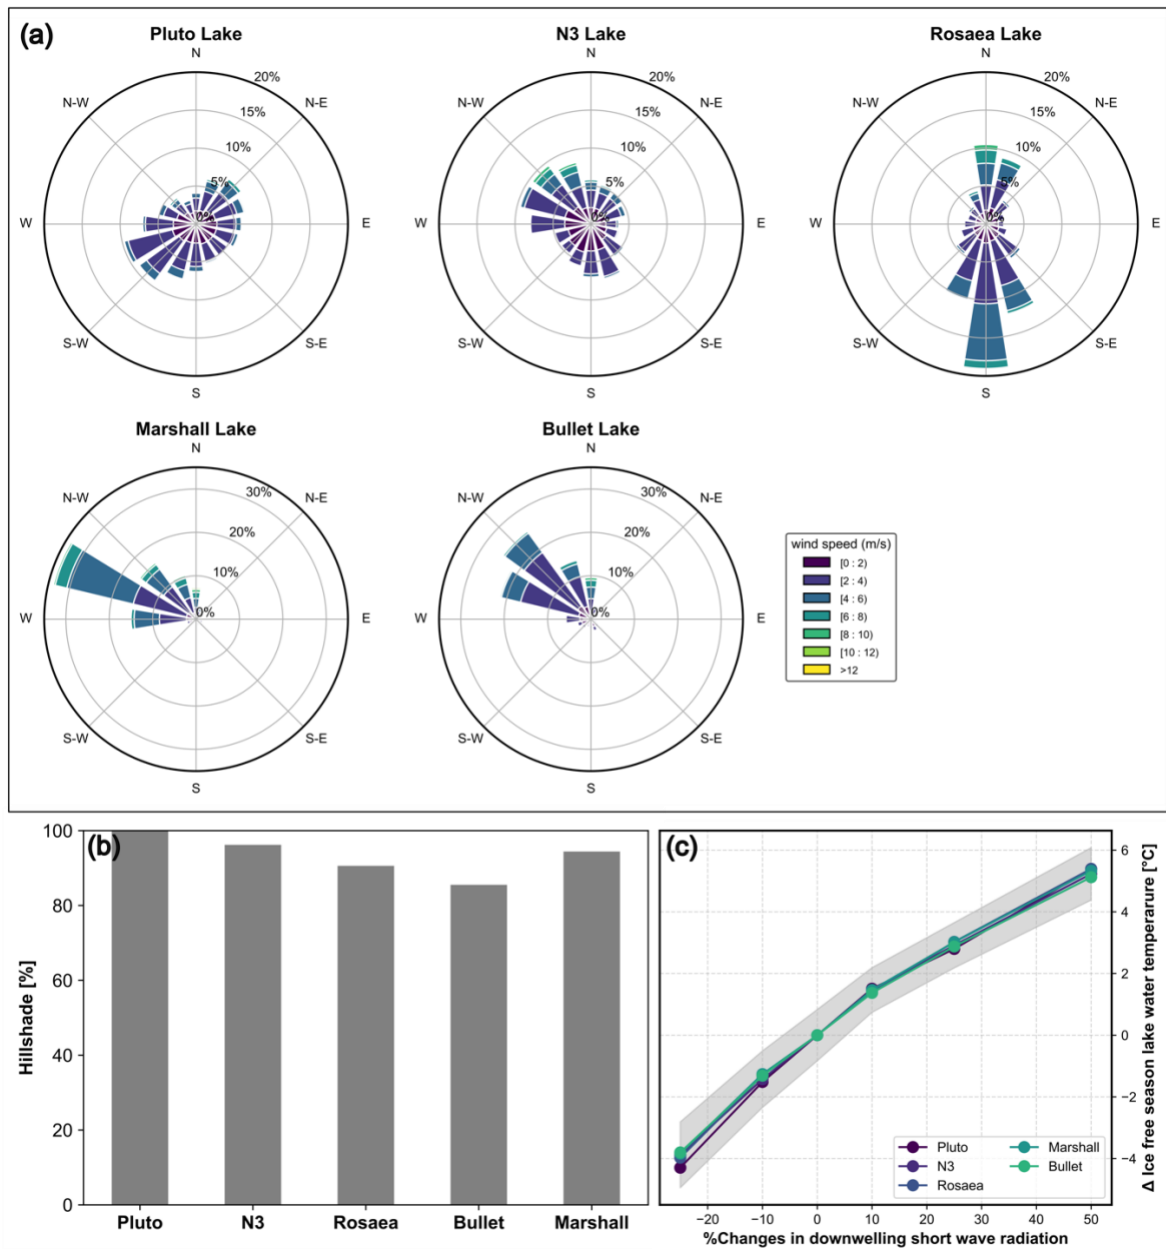 (a)
Pluto Lake
N
N-E
E
S-E
S
S-W
W
N-W
0%
5%
10%
15%
20%
N3 Lake
N
N-E
E
S-E
S
S-W
W
N-W
0%
5%
10%
15%
20%
Rosaea Lake
N
N-E
E
S-E
S
S-W
W
N-W
0%
5%
10%
15%
20%
Marshall Lake
N
N-E
E
S-E
S
S-W
W
N-W
0%
10%
20%
30%
Bullet Lake
N
N-E
E
S-E
S
S-W
W
N-W
0%
10%
20%
30%
wind speed (m/s)
[0 : 2)
[2 : 4)
[4 : 6)
[6 : 8)
[8 : 10)
[10 : 12)
>12
(b)
Hillshade [%]
100
80
60
40
20
0
Pluto N3 Rosaea Bullet Marshall
(c)
6
4
2
0
−2
−4
Δ Ice free season lake water temperarure [°C]
Pluto
N3
Rosaea
Marshall
Bullet
−20 −10 0 10 20 30 40 50
%Changes in downwelling short wave radiation